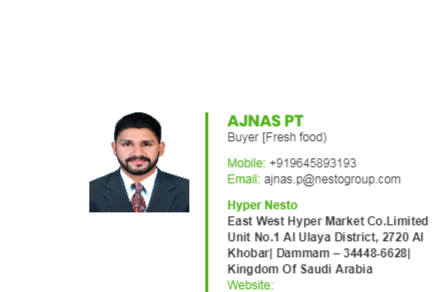 AJNAS PT
Buyer [Fresh food)
Mobile: +919645893193
Email: ajnas.p@nestogroup.com
Hyper Nesto
East West Hyper Market Co.Limited
Unit No.1 Al Ulaya District, 2720 Al
Khobar| Dammam – 34448-6628|
Kingdom Of Saudi Arabia
Website: